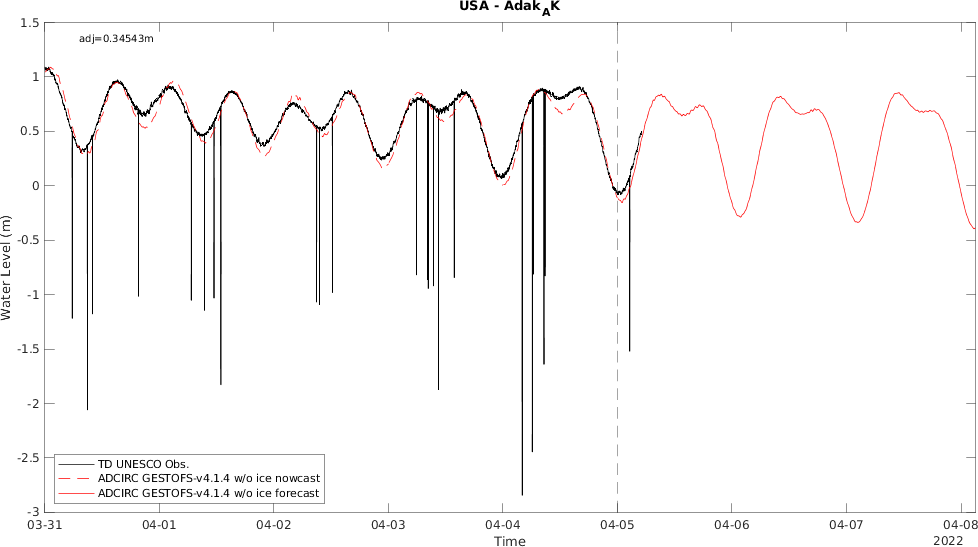 USA - Adak_AK
adj=0.34543m
1.5
1
0.5
0
-0.5
-1
-1.5
-2
-2.5
-3
Water Level (m)
TD UNESCO Obs.
ADCIRC GESTOFS-v4.1.4 w/o ice nowcast
ADCIRC GESTOFS-v4.1.4 w/o ice forecast
03-31 04-01 04-02 04-03 04-04 04-05 04-06 04-07 04-08
Time
2022